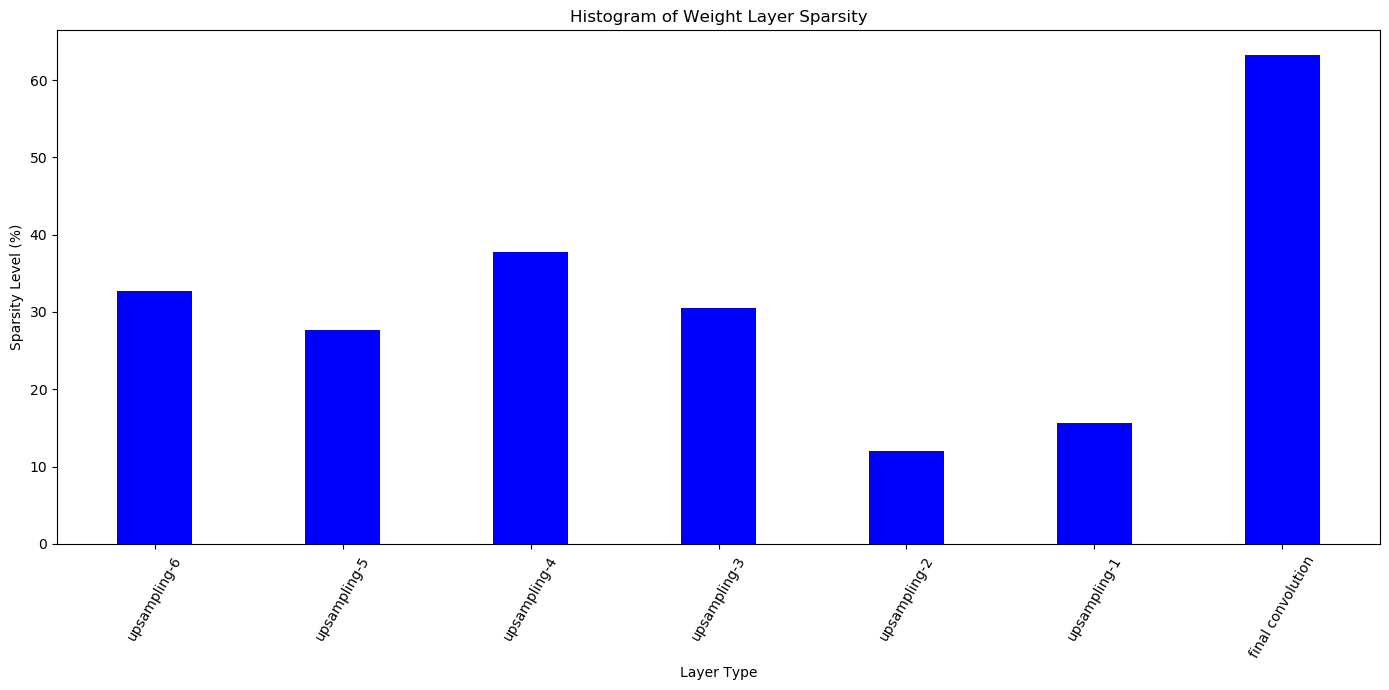 Histogram of Weight Layer Sparsity
Sparsity Level (%)
60
50
40
30
20
10
0
upsampling-6
upsampling-5
upsampling-4
upsampling-3
upsampling-2
upsampling-1
final convolution
Layer Type